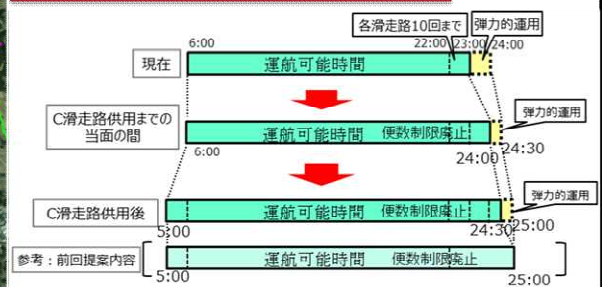 各滑走路10回まで
弾力的運用
6:00 22:00 23:00 24:00
現在
運航可能時間
弾力的運用
C滑走路供用までの
当面の間
運航可能時間 便数制限廃止
6:00 24:00 24:30
弾力的運用
C滑走路供用後
運航可能時間 便数制限廃止
5:00 24:30 25:00
参考：前回提案内容
運航可能時間 便数制限廃止
5:00 25:00